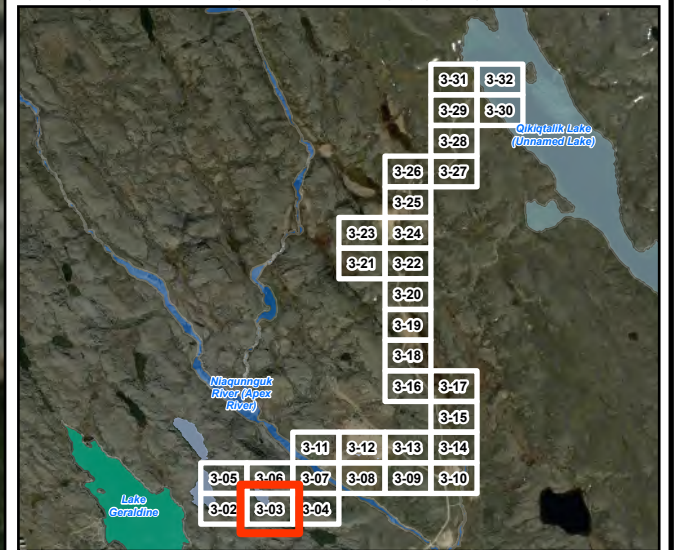 3-31 3-32
3-29 3-30
Qikiqtalik Lake
(Unnamed Lake)
3-28
3-26 3-27
3-25
3-23 3-24
3-21 3-22
3-20
3-19
3-18
3-16 3-17
Niaqunnguk
River (Apex
River)
3-15
3-11 3-12 3-13 3-14
3-05 3-06 3-07 3-08 3-09 3-10
Lake
Geraldine
3-02 3-03 3-04